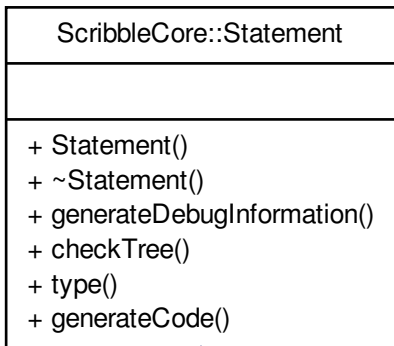 ScribbleCore::Statement
+ Statement()
+ ~Statement()
+ generateDebugInformation()
+ checkTree()
+ type()
+ generateCode()